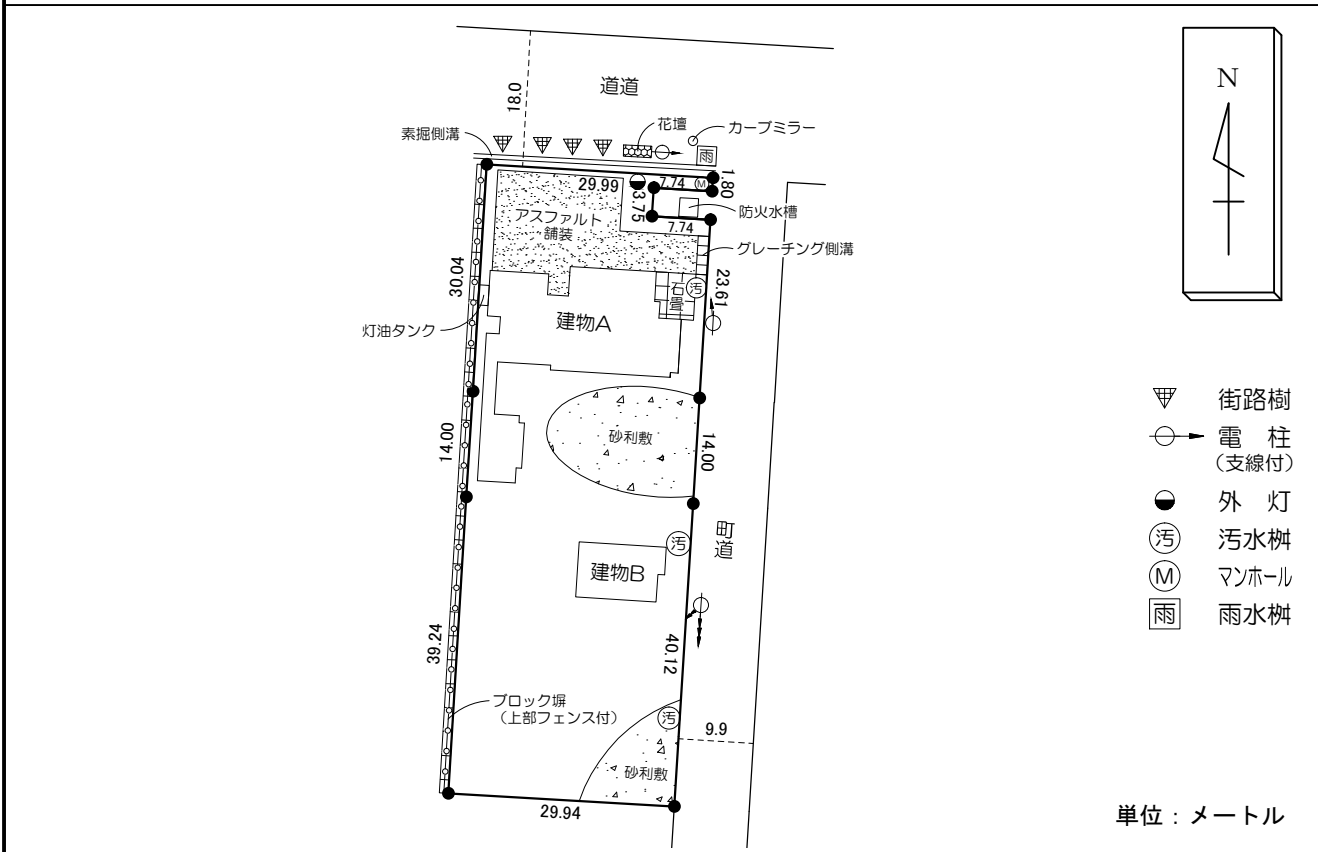 道道
18.0
素掘側溝
花壇
カーブミラー
雨
N
29.99
7.74
M
1.80
3.75
防火水槽
7.74
アスファルト
舗装
グレーチング側溝
30.04
23.61
石畳
汚
灯油タンク
建物A
14.00
砂利敷
14.00
町道
汚
建物B
39.24
40.12
ブロック塀
（上部フェンス付）
汚
9.9
砂利敷
29.94
街路樹
電　柱
（支線付）
外　灯
汚 汚水桝
M マンホール
雨 雨水桝
単位：メートル